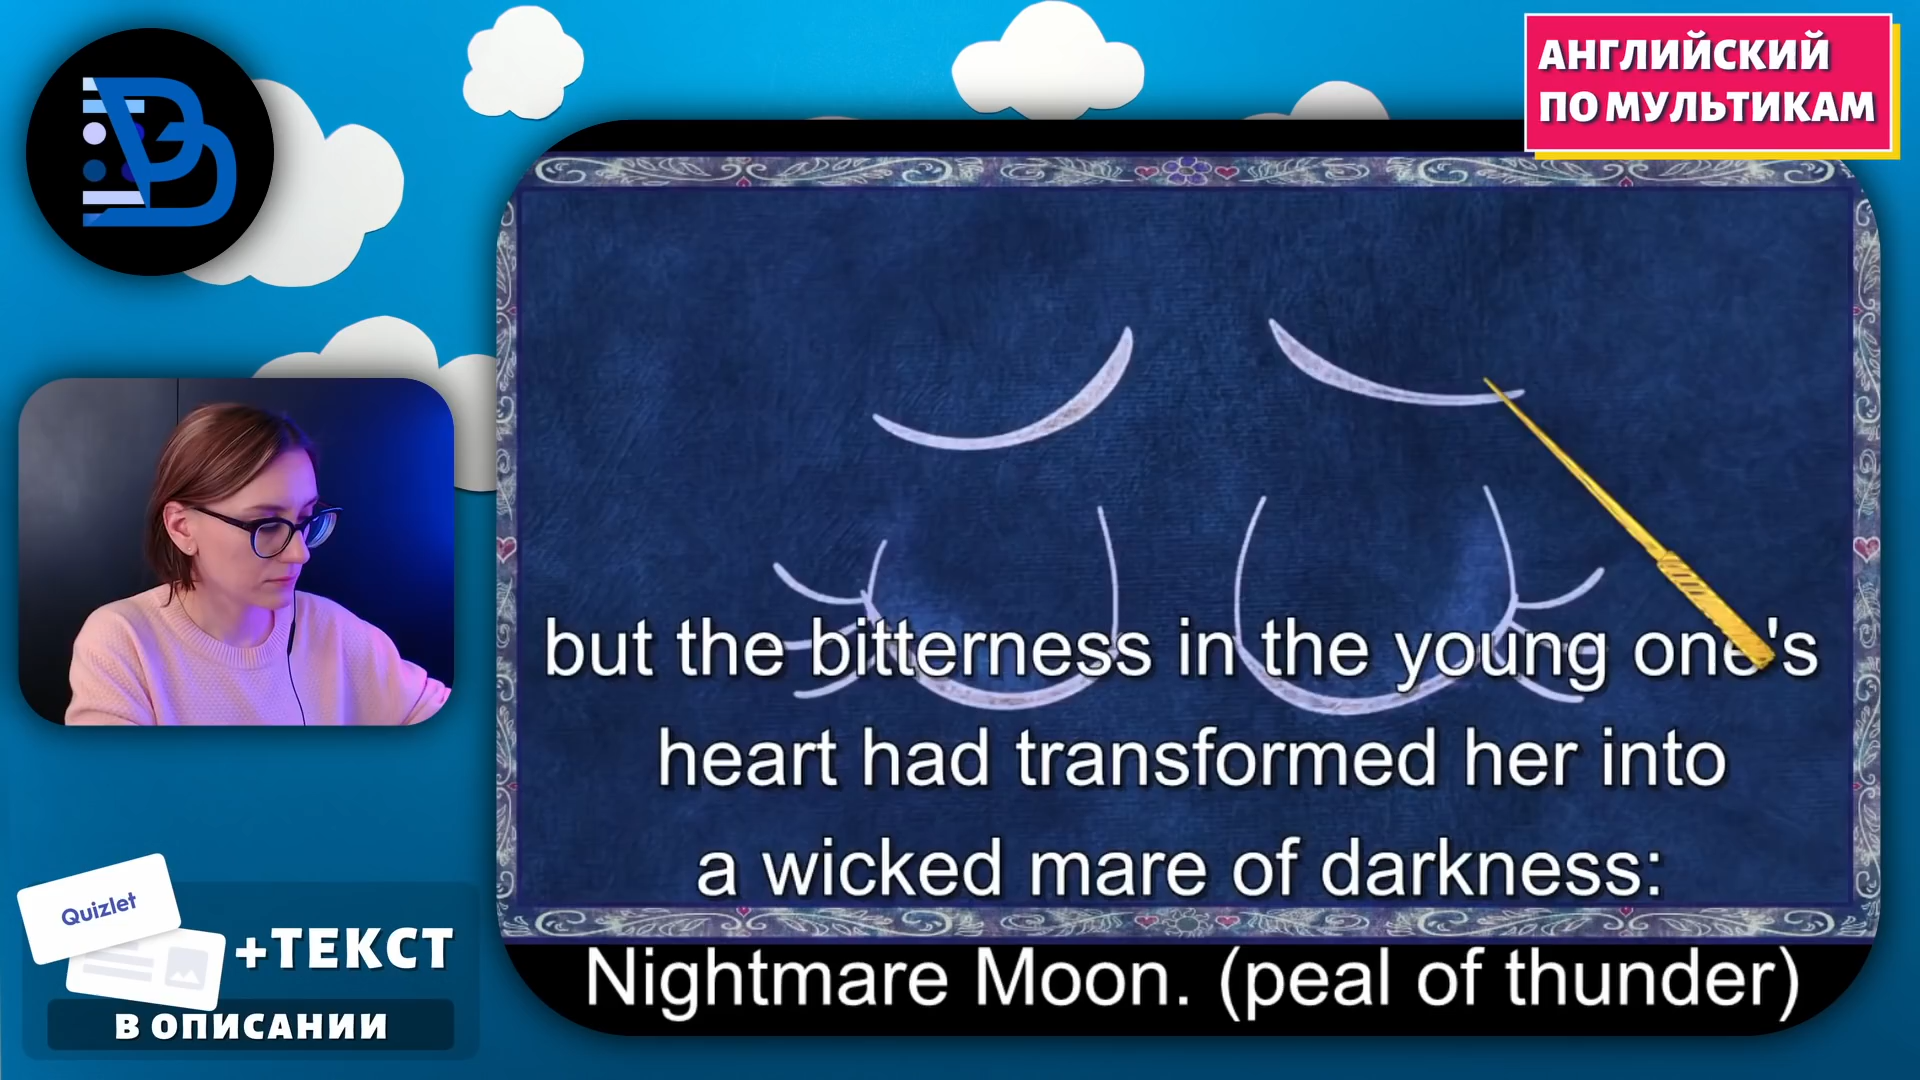 АНГЛИЙСКИЙ
ПО МУЛЬТИКАМ
but the bitterness in the young one's
heart had transformed her into
a wicked mare of darkness:
Nightmare Moon. (peal of thunder)
Quizlet
+ТЕКСТ
В ОПИСАНИИ